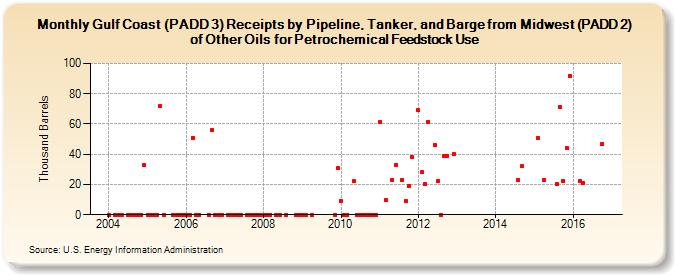 Monthly Gulf Coast (PADD 3) Receipts by Pipeline, Tanker, and Barge from Midwest (PADD 2)
of Other Oils for Petrochemical Feedstock Use
Thousand Barrels
100
80
60
40
20
0
2004 2006 2008 2010 2012 2014 2016
Source: U.S. Energy Information Administration